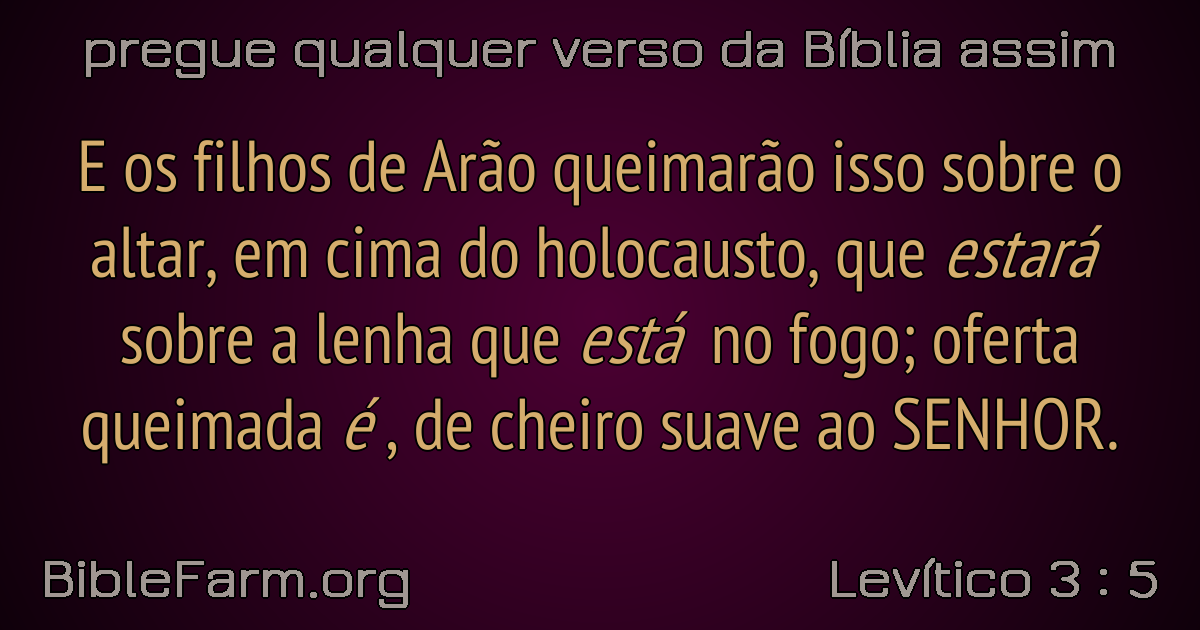 pregue qualquer verso da Bíblia assim
E os filhos de Arão queimarão isso sobre o
altar, em cima do holocausto, que estará
sobre a lenha que está no fogo; oferta
queimada é , de cheiro suave ao SENHOR.
BibleFarm.org
Levítico 3 : 5